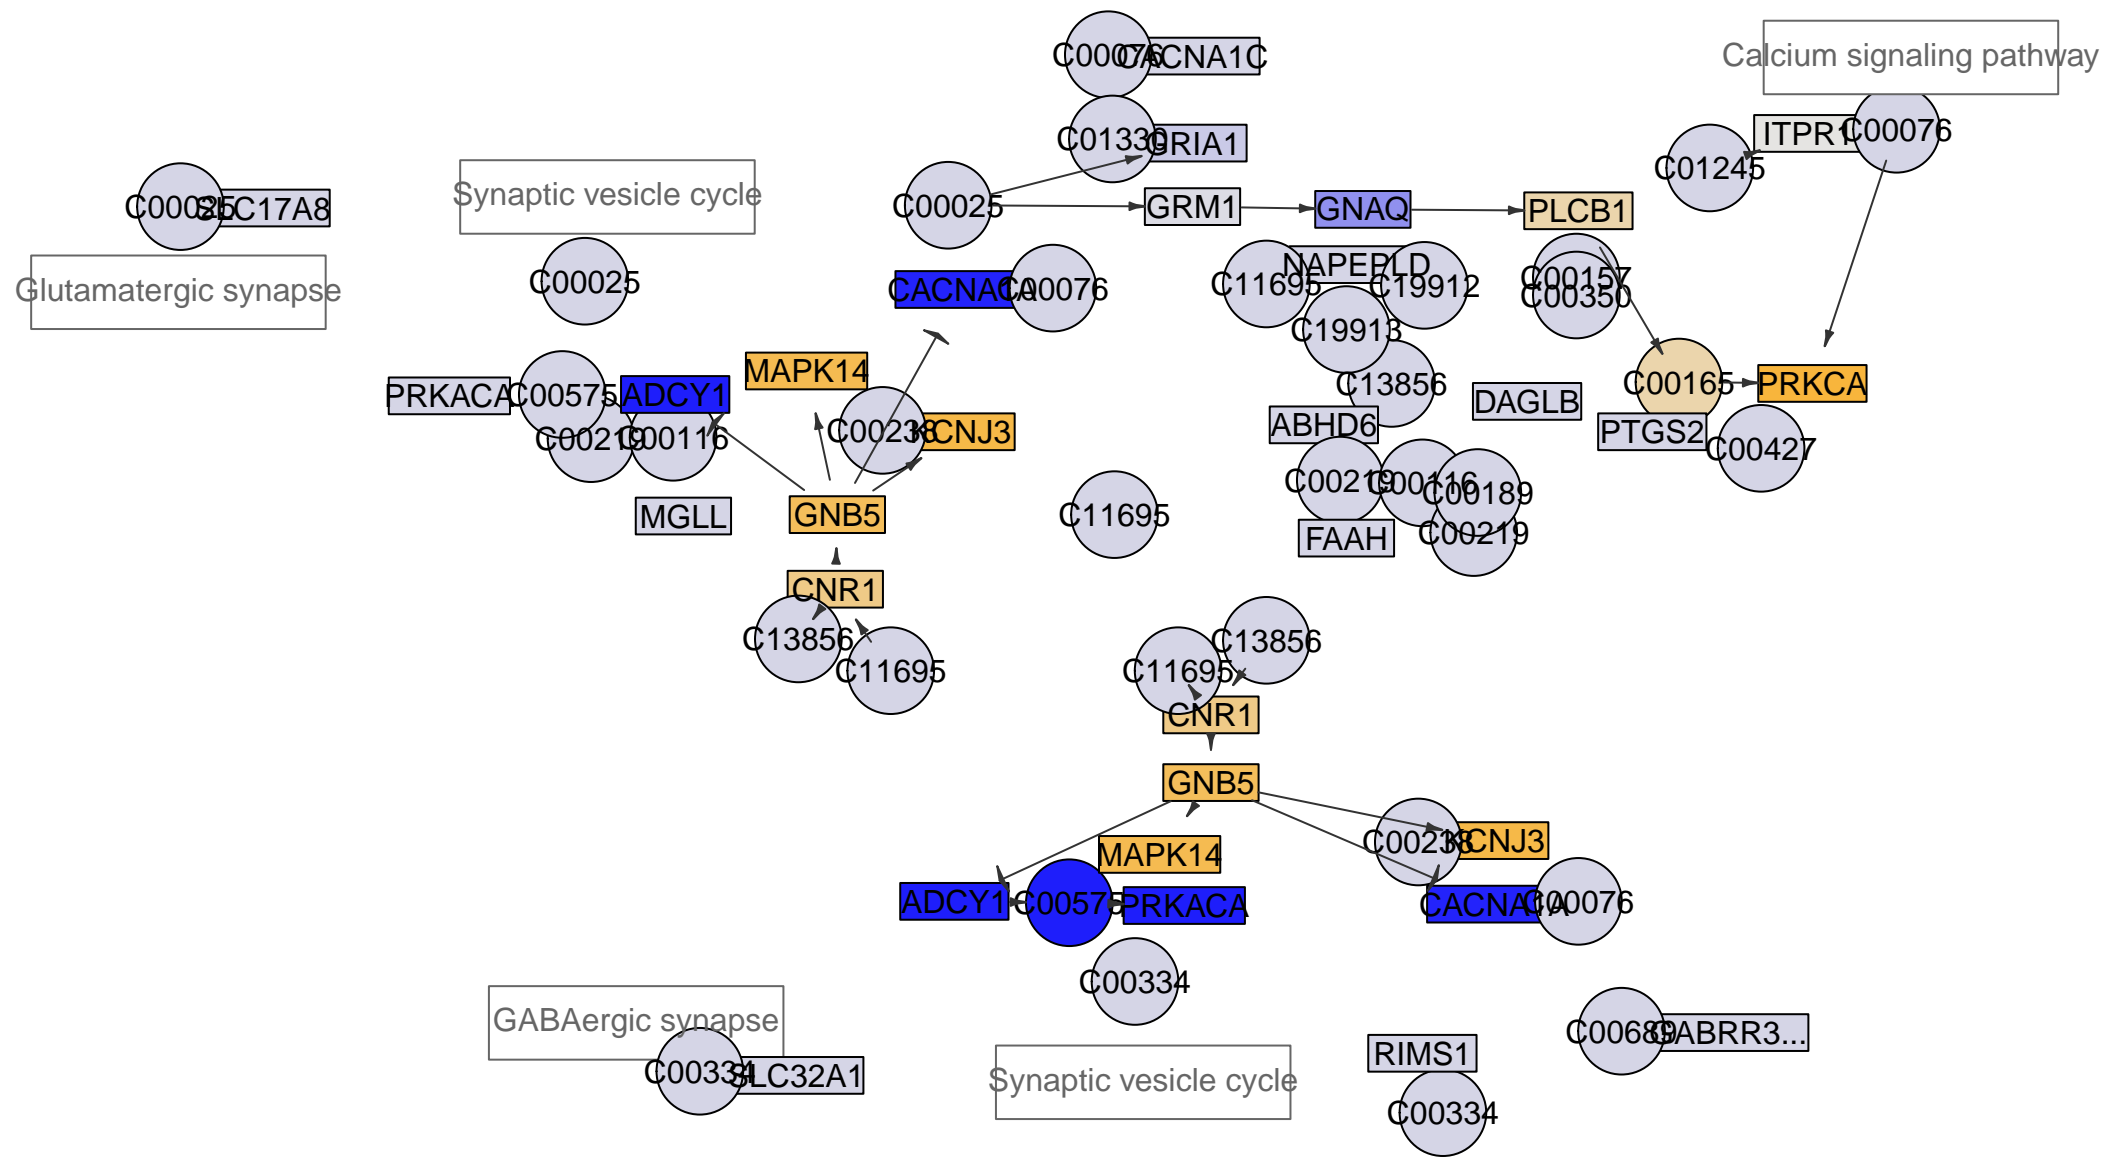 C00076
CACNA1C
Calcium signaling pathway
C01330
GRIA1
ITPR1
C00076
C01245
C00025
SLC17A8
Synaptic vesicle cycle
C00025
GRM1
GNAQ
PLCB1
Glutamatergic synapse
C00025
CACNA1A
C00076
NAPEPLD
C11695
C19912
C00157
C00350
C19913
C13856
PRKACA
C00575
ADCY1
MAPK14
C00165
PRKCA
DAGLB
C00219
C00116
C00238
KCNJ3
ABHD6
PTGS2
C00427
C00219
C00116
C00189
C00219
MGLL
GNB5
C11695
FAAH
CNR1
C13856
C11695
C13856
C11695
CNR1
GNB5
C00238
KCNJ3
MAPK14
ADCY1
C00575
PRKACA
CACNA1A
C00076
C00334
GABAergic synapse
C00334
SLC32A1
Synaptic vesicle cycle
RIMS1
C00334
C00689
GABRR3...